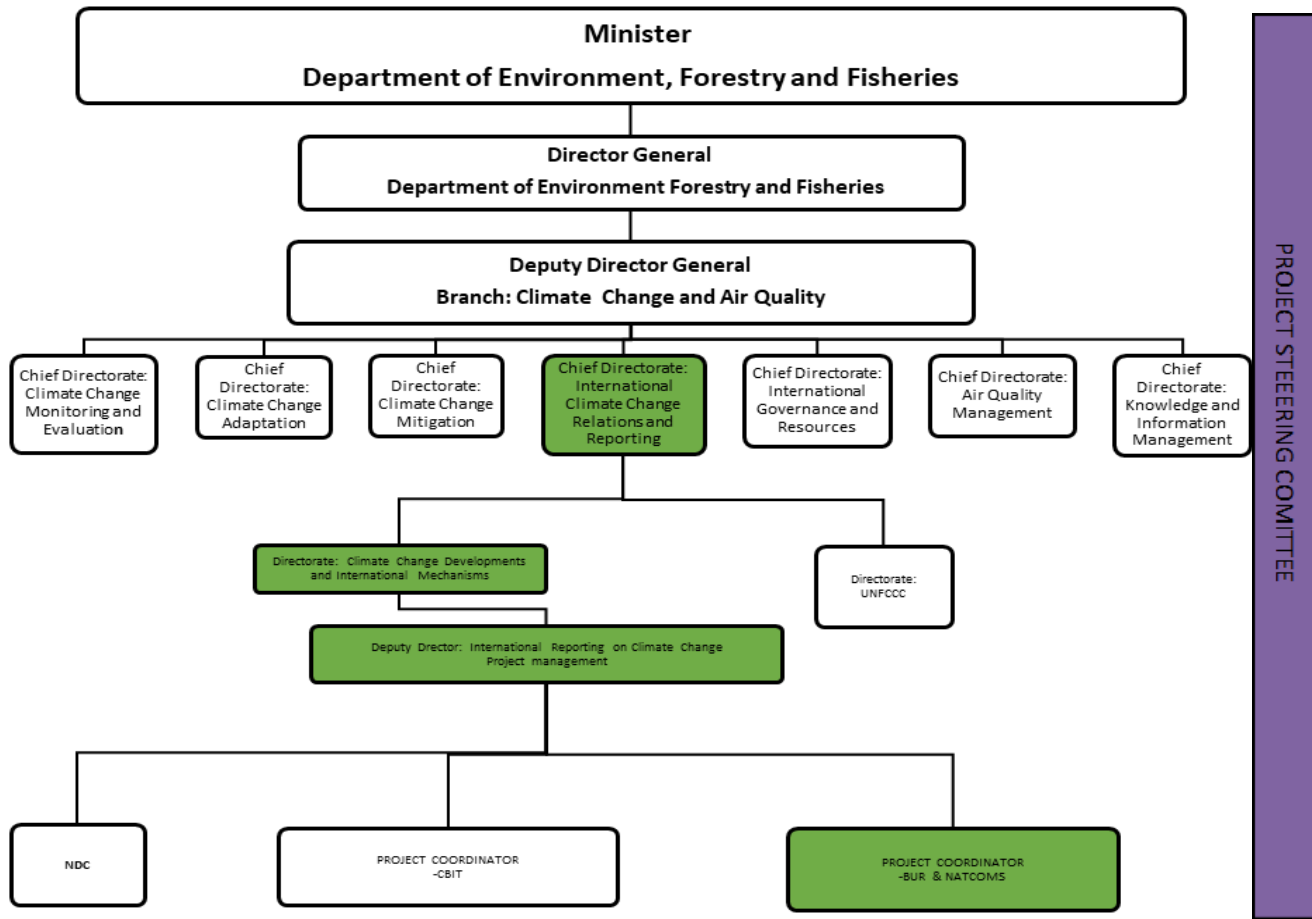 Minister
Department of Environment, Forestry and Fisheries
Director General
Department of Environment Forestry and Fisheries
Deputy Director General
Branch: Climate Change and Air Quality
Chief Directorate:
Climate Change
Monitoring and
Evaluation
Chief
Directorate:
Climate Change
Adaptation
Chief
Directorate:
Climate Change
Mitigation
Chief Directorate:
International
Climate Change
Relations and
Reporting
Chief Directorate:
International
Governance and
Resources
Chief Directorate:
Air Quality
Management
Chief
Directorate:
Knowledge and
Information
Management
Directorate: Climate Change Developments
and International Mechanisms
Directorate:
UNFCCC
Deputy Drector: International Reporting on Climate Change
Project management
NDC
PROJECT COORDINATOR
-CBIT
PROJECT COORDINATOR
-BUR & NATCOMS
PROJECT STEEERING COMITTEE